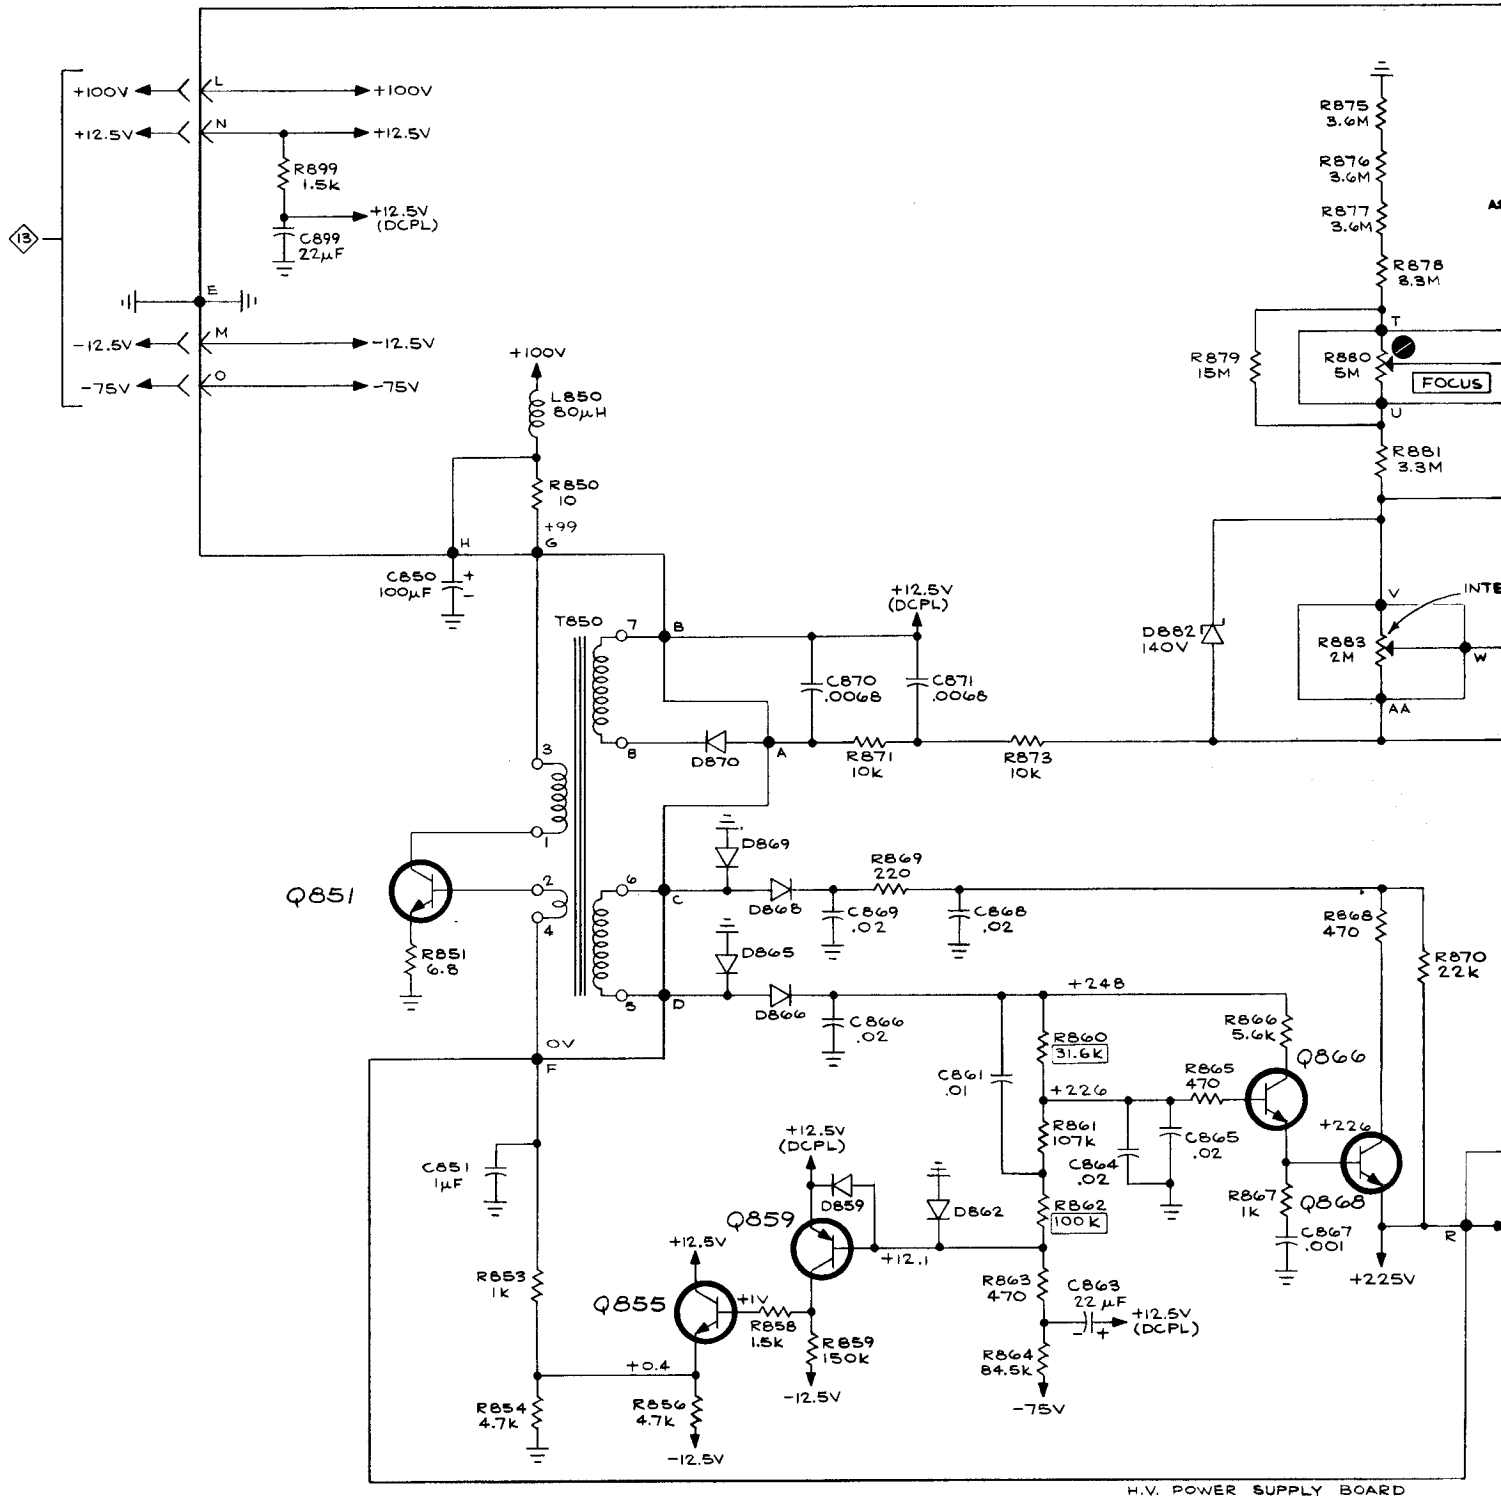 +100V
L
+100V
+12.5V
N
+12.5V
R899
1.5K
+12.5V
(DCPL)
C899
22µF
13
E
-12.5V
M
-12.5V
-75V
O
-75V
+100V
L850
80µH
R850
10
+99
H
G
C850
100µF
+
-
T850
7
B
+12.5V
(DCPL)
C870
.0068
C871
.0068
8
D870
A
R871
10K
R873
10K
3
1
2
4
Q851
R851
6.8
6
C
5
D
D869
D868
R869
220
C869
.02
C868
.02
D865
D866
C866
.02
0V
F
R875
3.6M
R876
3.6M
R877
3.6M
R878
3.3M
T
R879
15M
R880
5M
FOCUS
U
R881
3.3M
D882
140V
V
INTE
R883
2M
W
AA
AS
R868
470
R870
22K
+248
R860
31.6K
C861
.01
+226
R861
107K
R862
100K
C864
.02
C865
.02
R865
470
R866
5.6K
Q866
+226
Q868
R867
1K
C867
.001
R
+225V
C851
1µF
R853
1K
+0.4
R854
4.7K
R856
4.7K
-12.5V
+12.5V
Q855
+1V
R858
1.5K
R859
150K
-12.5V
+12.5V
(DCPL)
D859
Q859
+12.1
D862
R863
470
C863
22 µF
-
+
+12.5V
(DCPL)
R864
84.5K
-75V
H.V. POWER SUPPLY BOARD